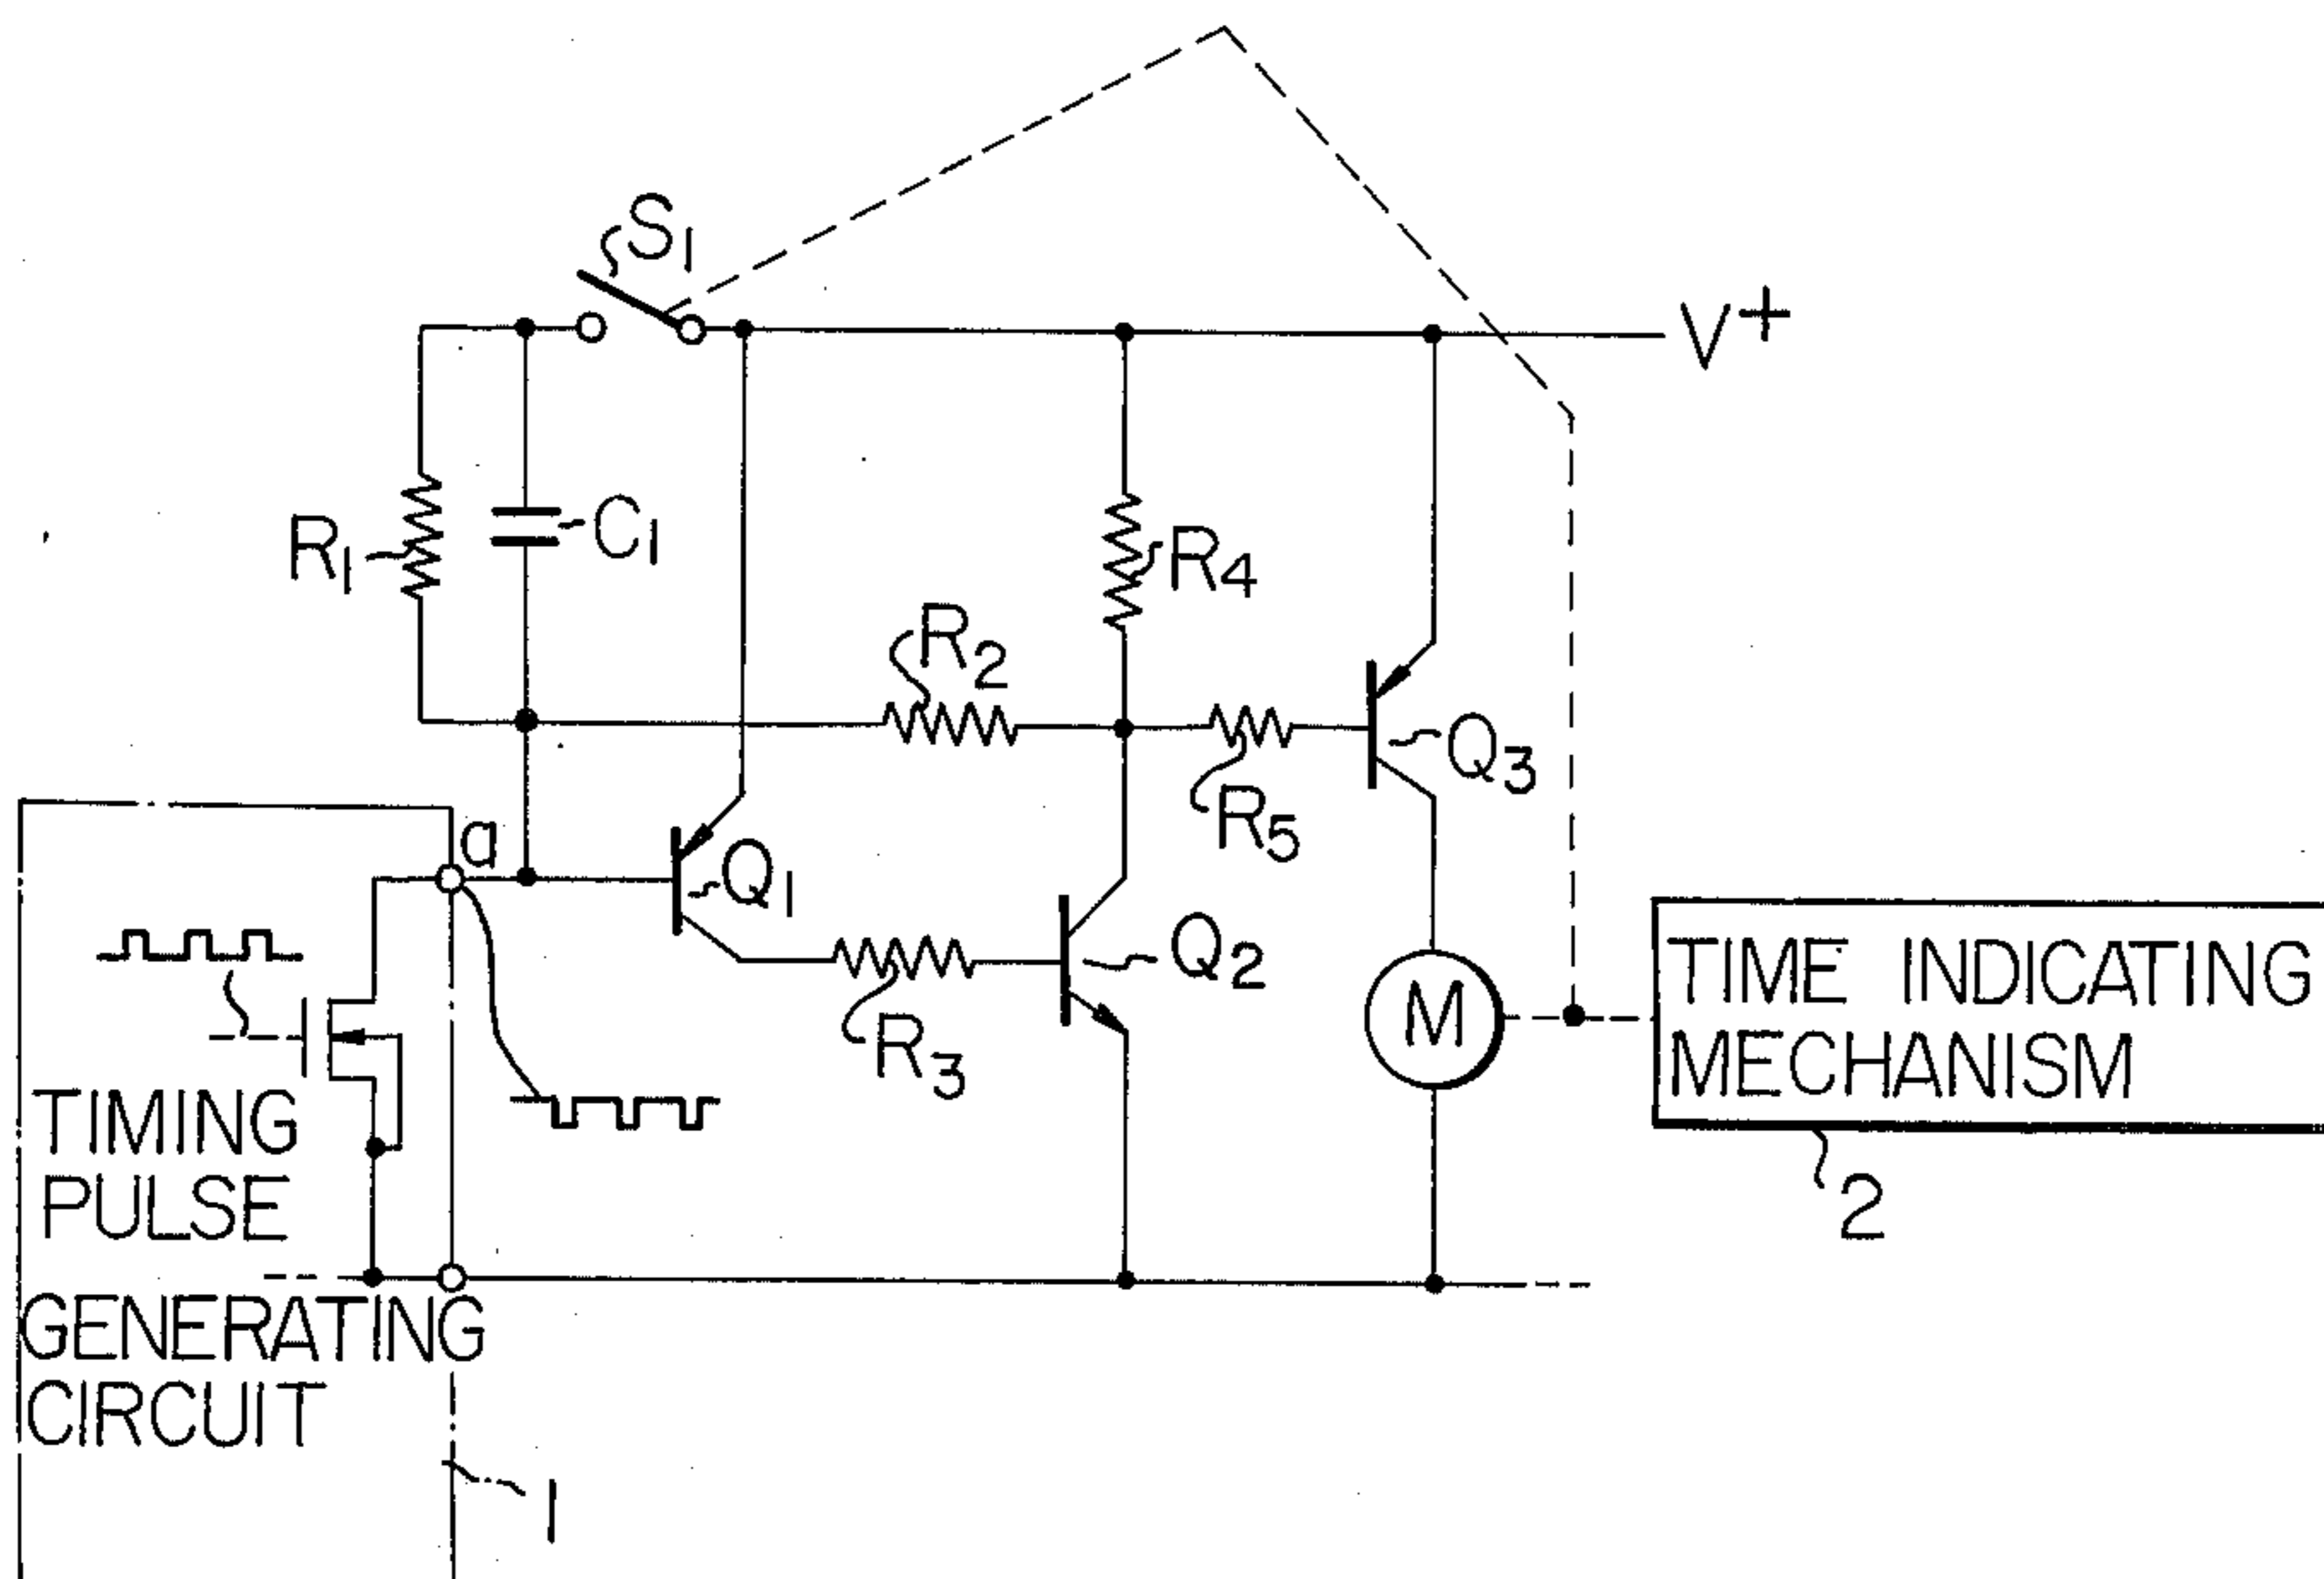 S1
V+
R1
C1
R4
R2
Q3
R5
a
Q1
Q2
R3
M
TIME INDICATING
MECHANISM
2
TIMING
PULSE
GENERATING
CIRCUIT
1